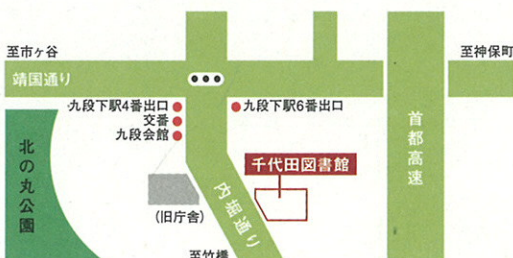 至市ヶ谷
至神保町
靖国通り
九段下駅4番出口
九段下駅6番出口
交番
九段会館
首都高速
千代田図書館
北の丸公園
内堀通り
(旧庁舎)
至竹橋